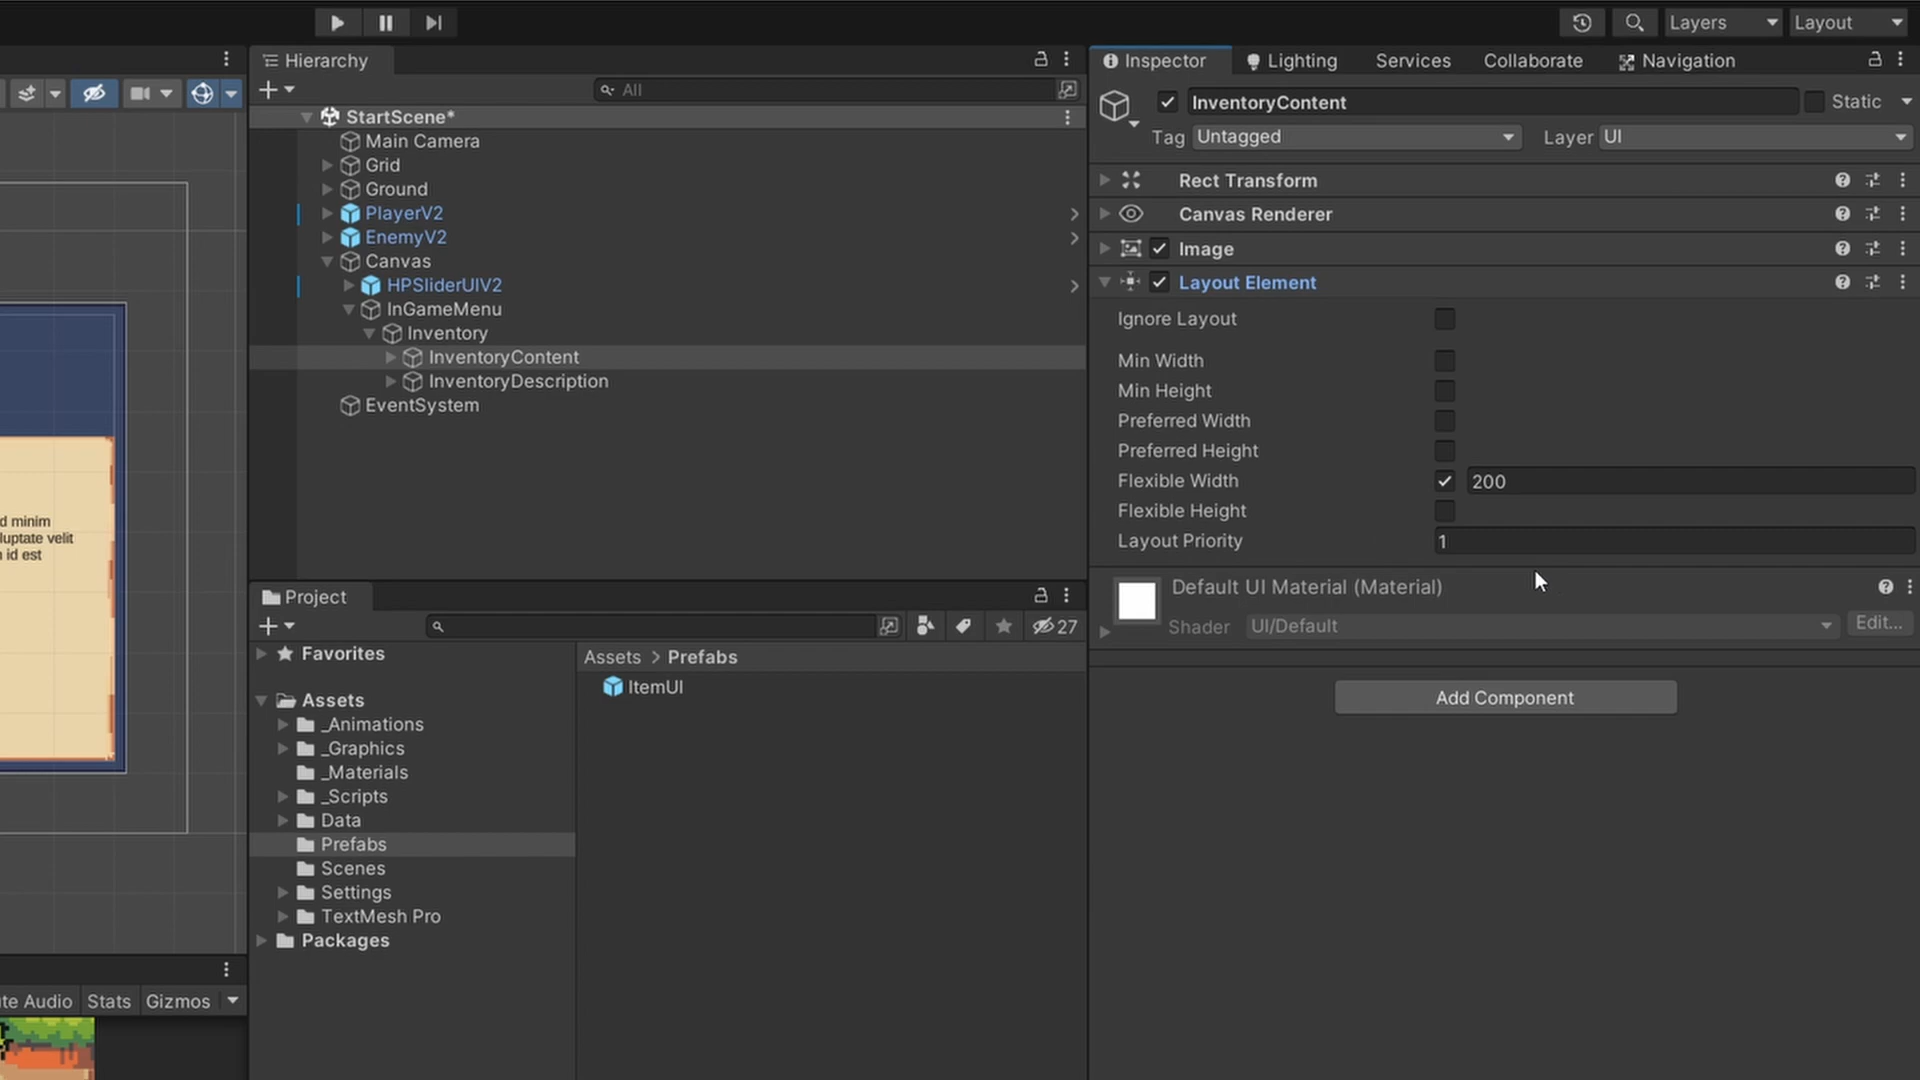 Layers
Layout
Hierarchy
All
StartScene*
Main Camera
Grid
Ground
PlayerV2
EnemyV2
Canvas
HPSliderUIV2
InGameMenu
Inventory
InventoryContent
InventoryDescription
EventSystem
d minim
luptate velit
id est
Stats
Gizmos
te Audio
Project
27
Favorites
Assets
_Animations
_Graphics
_Materials
_Scripts
Data
Prefabs
Scenes
Settings
TextMesh Pro
Packages
Assets > Prefabs
ItemUI
Inspector
Lighting
Services
Collaborate
Navigation
InventoryContent
Static
Tag Untagged
Layer UI
Rect Transform
Canvas Renderer
Image
Layout Element
Ignore Layout
Min Width
Min Height
Preferred Width
Preferred Height
Flexible Width 200
Flexible Height
Layout Priority 1
Default UI Material (Material)
Shader UI/Default
Edit...
Add Component